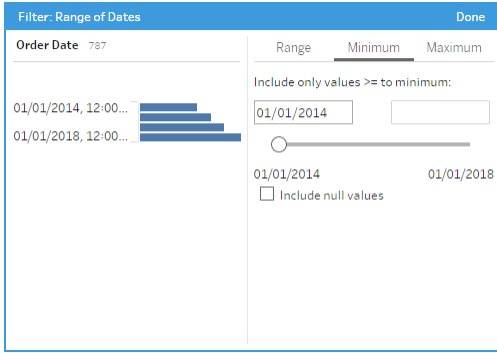 Filter: Range of Dates Done
Order Date 787
Range Minimum Maximum
Include only values >= to minimum:
01/01/2014, 12:00...
01/01/2014
01/01/2018, 12:00...
01/01/2014 01/01/2018
Include null values